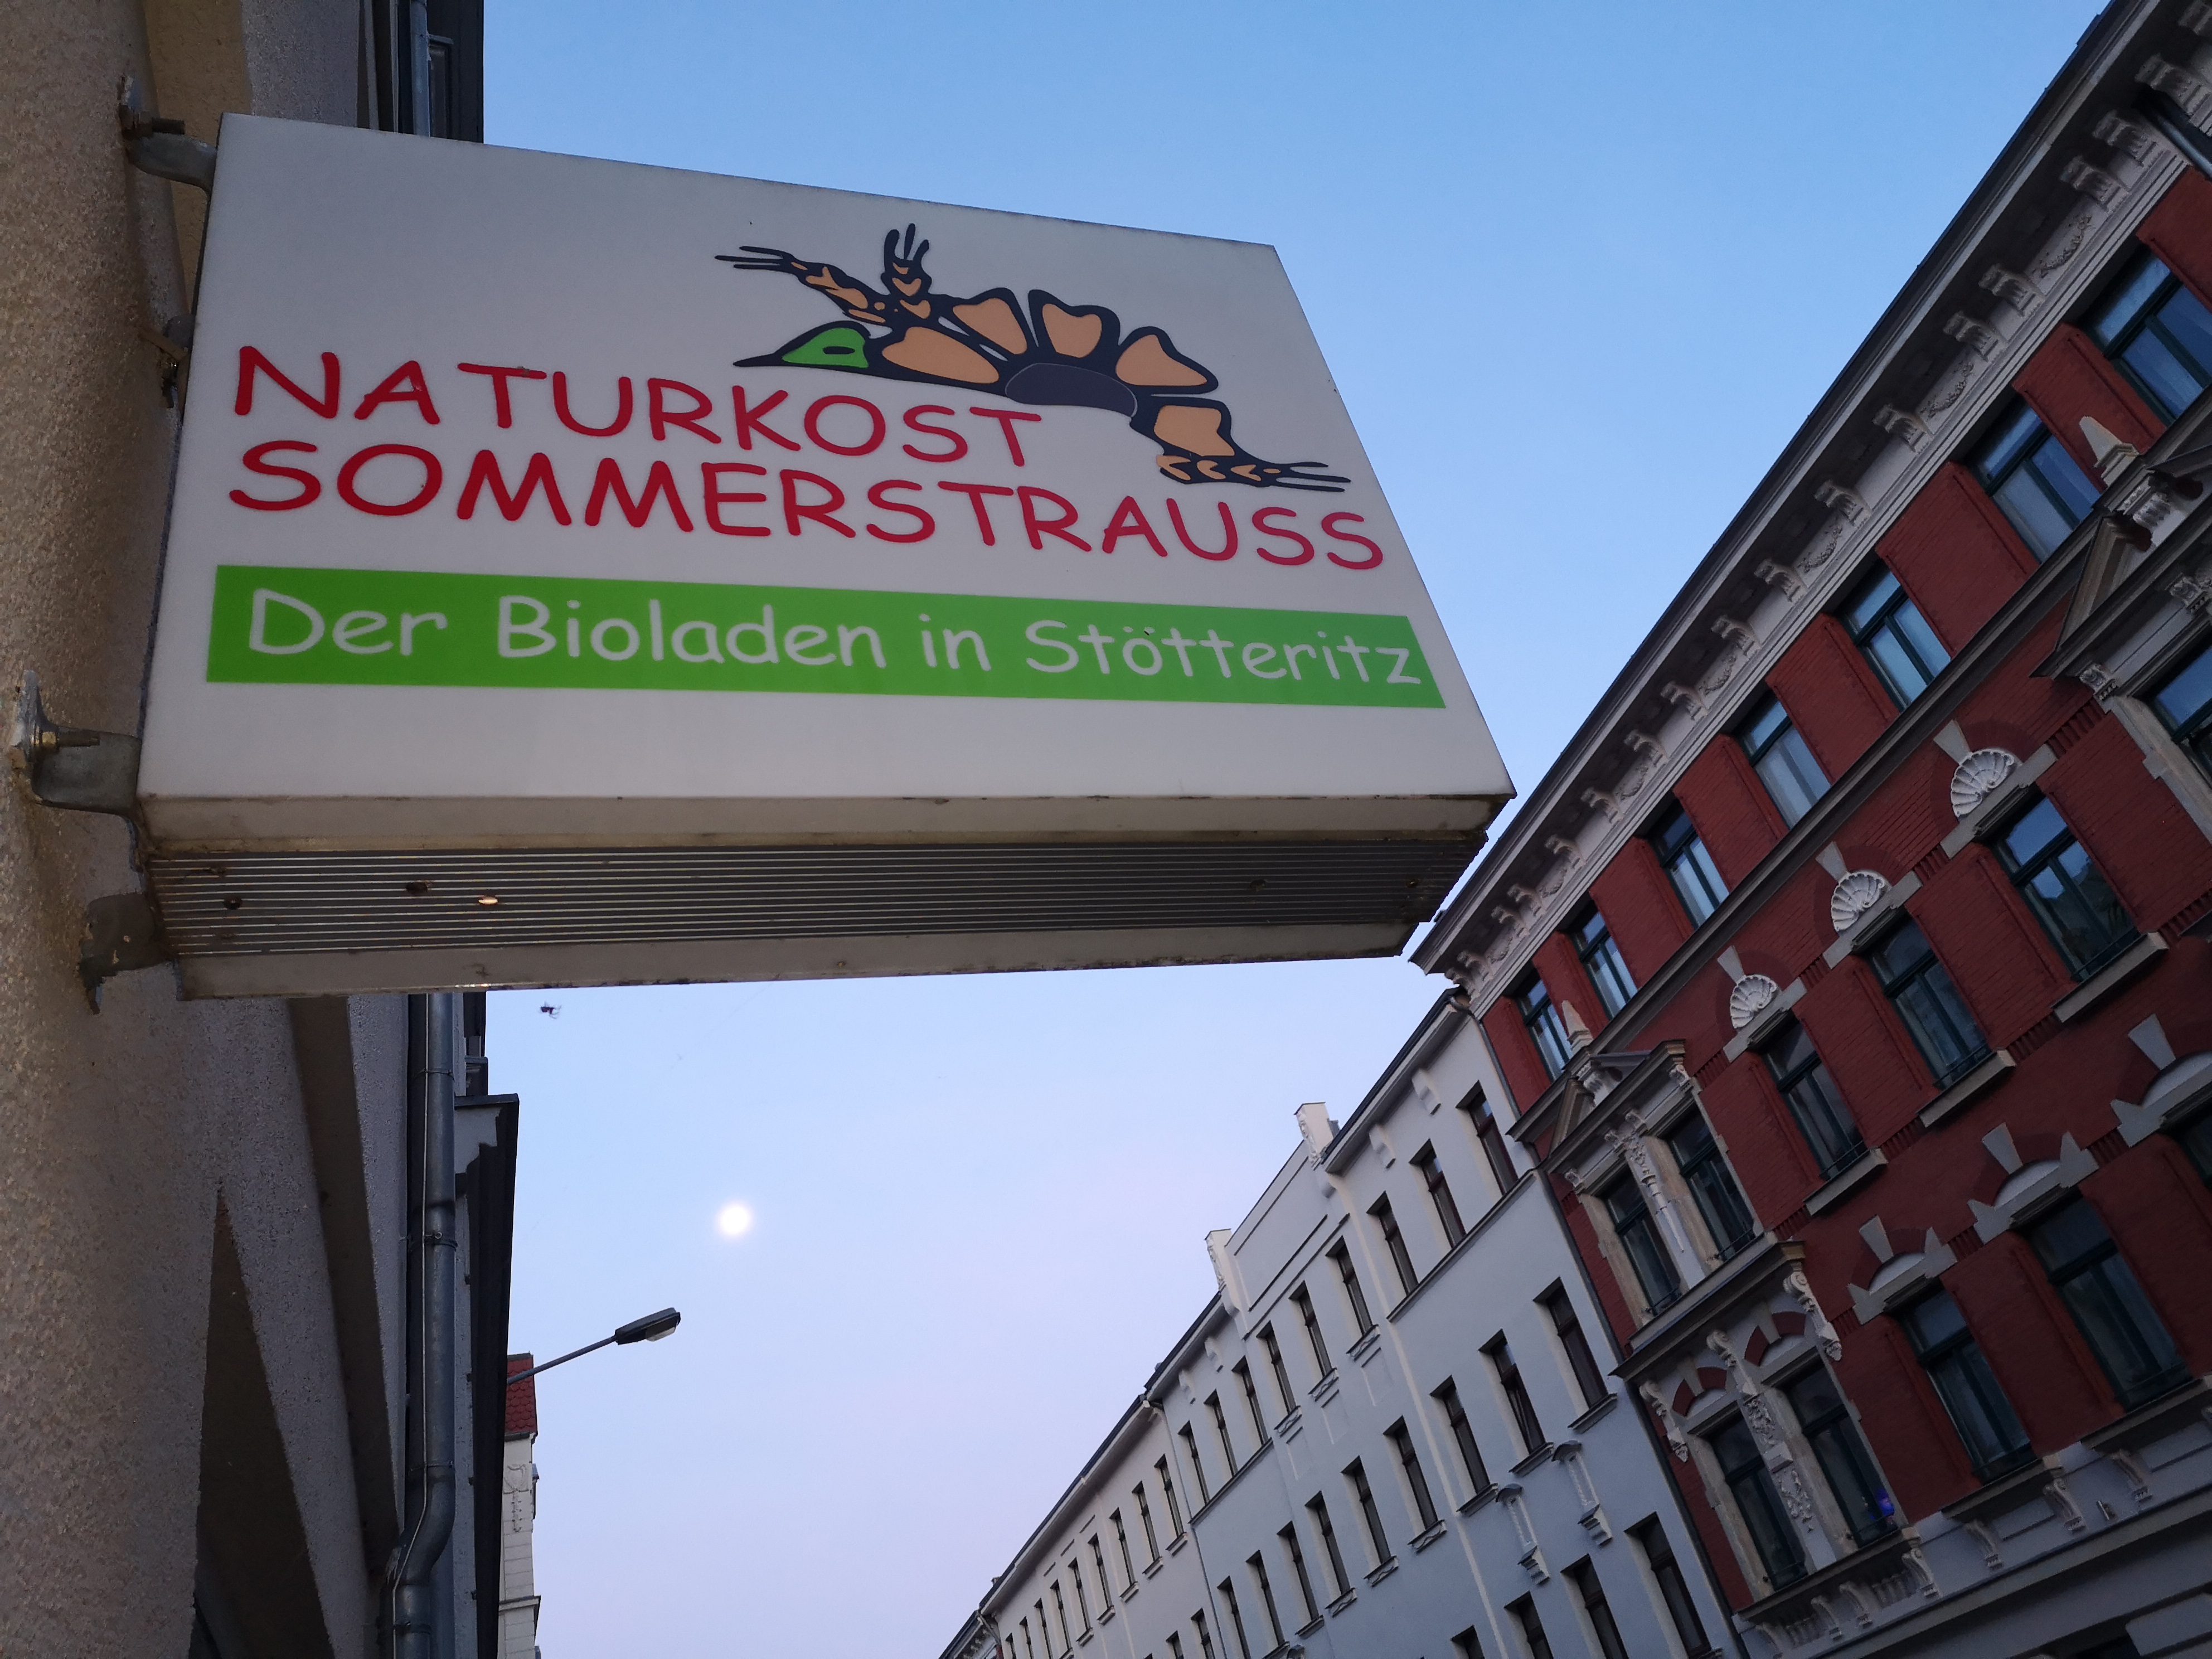 NATURKOST
SOMMERSTRAUSS
Der Bioladen in Stötteritz